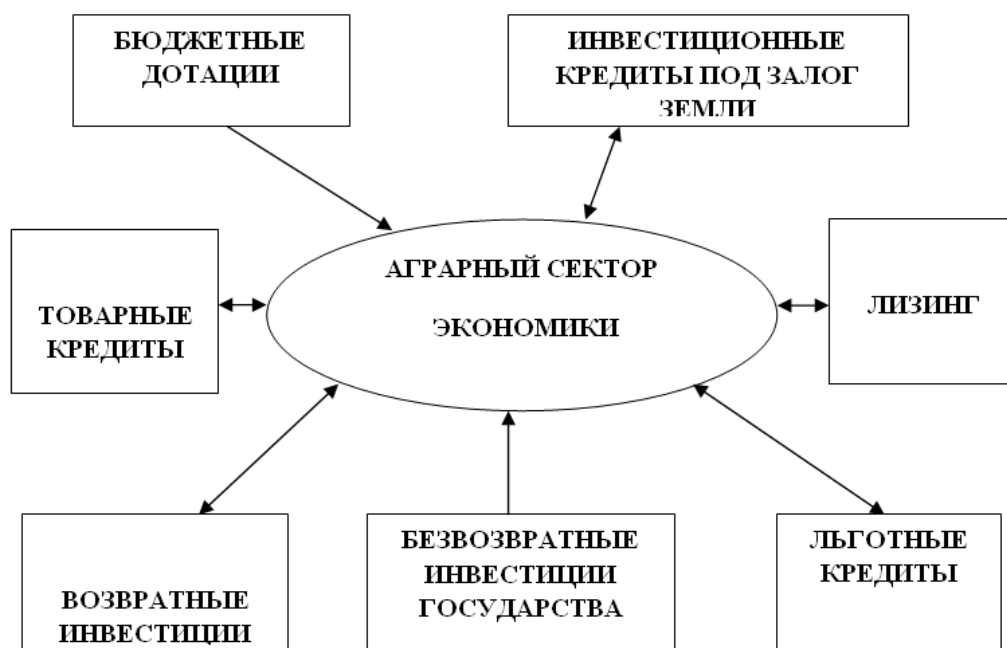 БЮДЖЕТНЫЕ
ДОТАЦИИ
ИНВЕСТИЦИОННЫЕ
КРЕДИТЫ ПОД ЗАЛОГ
ЗЕМЛИ
АГРАРНЫЙ СЕКТОР
ЭКОНОМИКИ
ТОВАРНЫЕ
КРЕДИТЫ
ЛИЗИНГ
ВОЗВРАТНЫЕ
ИНВЕСТИЦИИ
БЕЗВОЗВРАТНЫЕ
ИНВЕСТИЦИИ
ГОСУДАРСТВА
ЛЬГОТНЫЕ
КРЕДИТЫ